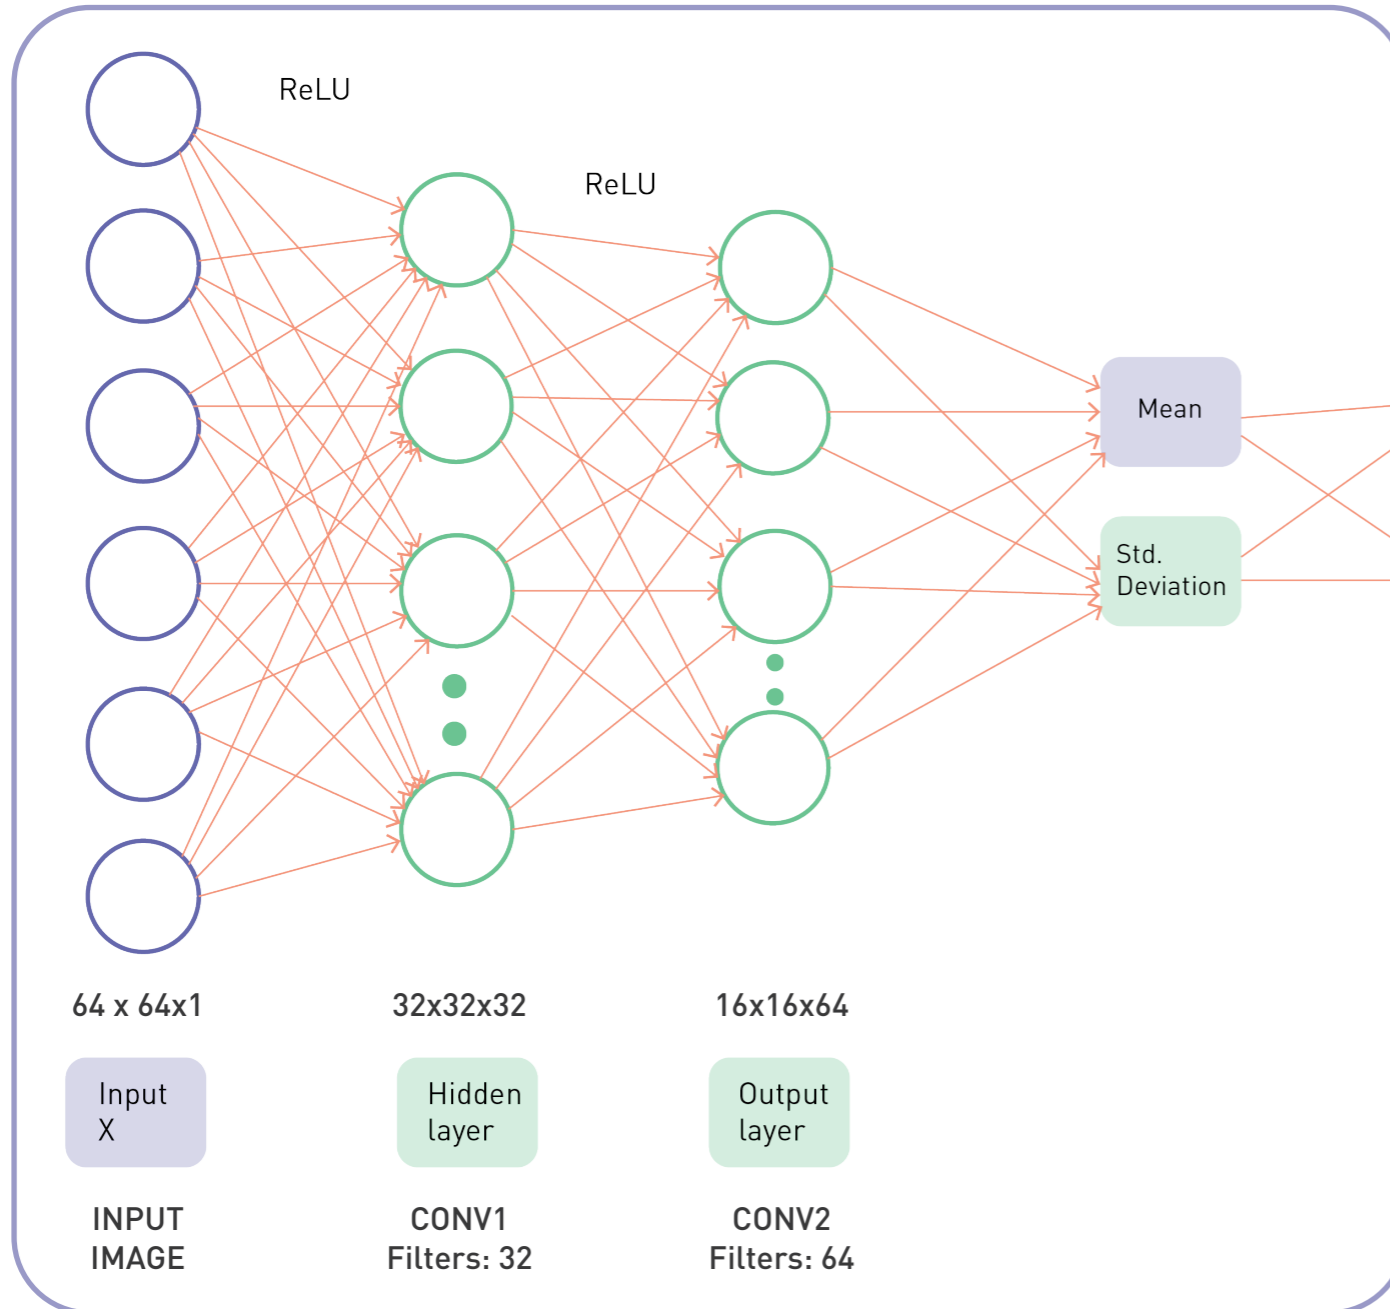 ReLU
ReLU
Mean
Std.
Deviation
64 x 64x1
32x32x32
16x16x64
Input
X
Hidden
layer
Output
layer
INPUT
IMAGE
CONV1
Filters: 32
CONV2
Filters: 64